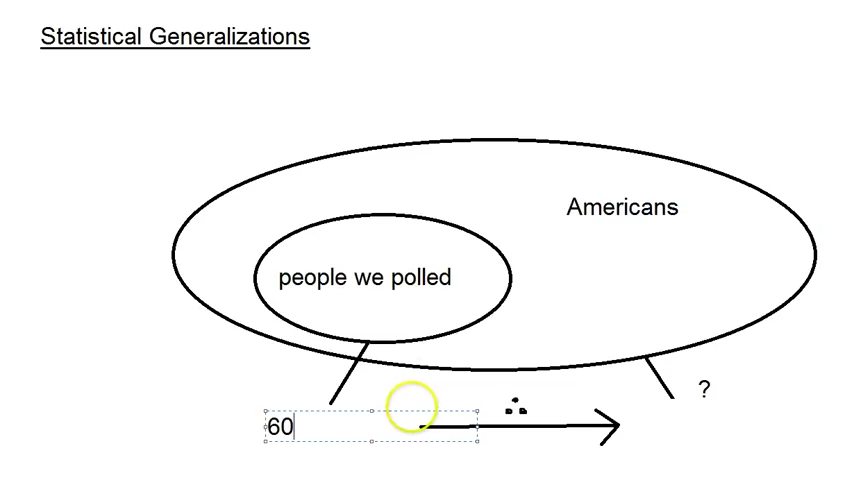 Statistical Generalizations
Americans
people we polled
?
∴
60